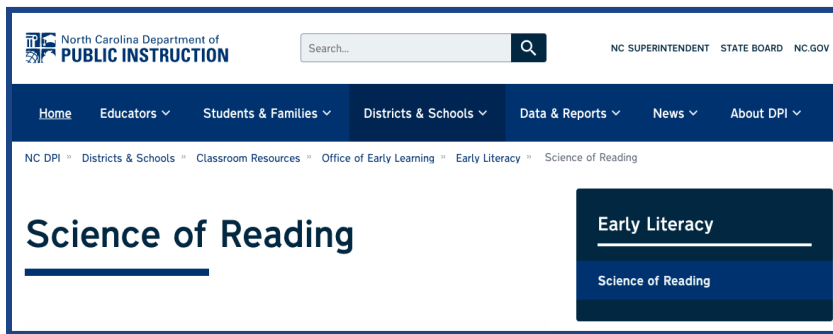 North Carolina Department of
PUBLIC INSTRUCTION
Search...
NC SUPERINTENDENT STATE BOARD NC.GOV
Home Educators Students & Families Districts & Schools Data & Reports News About DPI
NC DPI » Districts & Schools » Classroom Resources » Office of Early Learning » Early Literacy » Science of Reading
Science of Reading
Early Literacy
Science of Reading